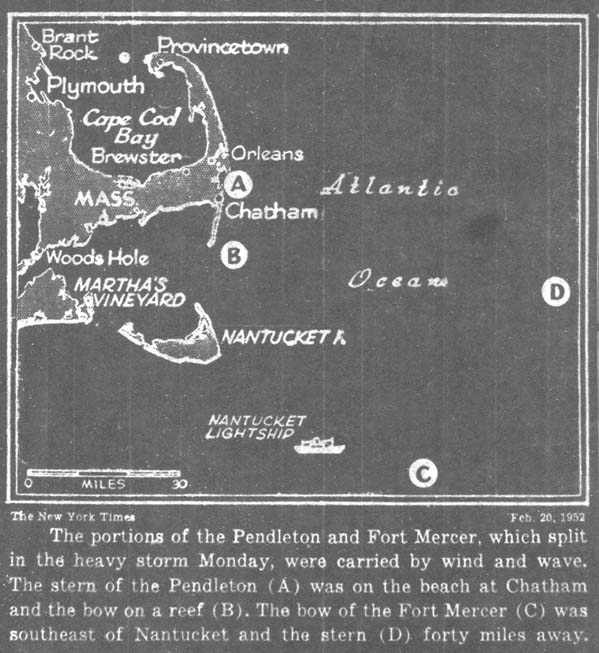 Brant
Rock
Provincetown
Plymouth
Cape Cod
Bay
Brewster
Orleans
A
MASS.
Chatham
Atlantic
B
Woods Hole
MARTHA'S
VINEYARD
Ocean
D
NANTUCKET I.
NANTUCKET
LIGHTSHIP
C
0 MILES 30
The New York Times Feb. 20, 1952
The portions of the Pendleton and Fort Mercer, which split
in the heavy storm Monday, were carried by wind and wave.
The stern of the Pendleton (A) was on the beach at Chatham
and the bow on a reef (B). The bow of the Fort Mercer (C) was
southeast of Nantucket and the stern (D) forty miles away.